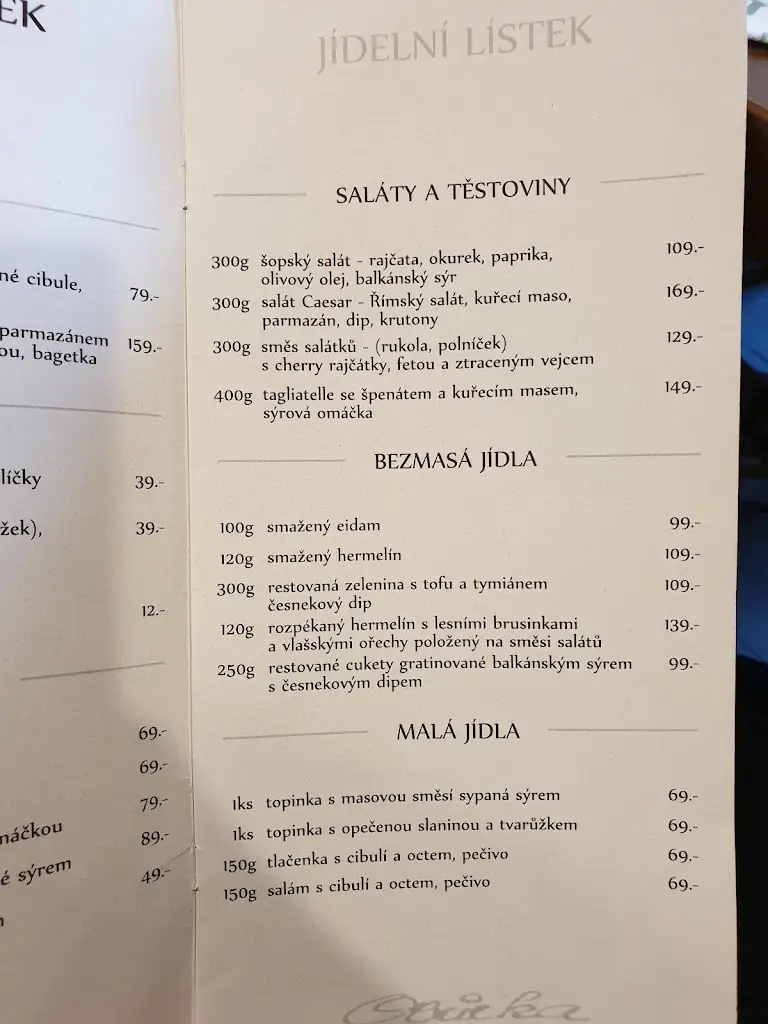 EK
né cibule,
79.-
parmazánem
ou, bagetka
159.-
líčky
39.-
žek),
39.-
12.-
69.-
69.-
79.-
máčkou
89.-
é sýrem
49.-
JÍDELNÍ LÍSTEK
SALÁTY A TĚSTOVINY
300g šopský salát - rajčata, okurek, paprika, 109.-
olivový olej, balkánský sýr
300g salát Caesar - Římský salát, kuřecí maso, 169.-
parmazán, dip, krutony
300g směs salátků - (rukola, polníček) 129.-
s cherry rajčátky, fetou a ztraceným vejcem
400g tagliatelle se špenátem a kuřecím masem, 149.-
sýrová omáčka
BEZMASÁ JÍDLA
100g smažený eidam 99.-
120g smažený hermelín 109.-
300g restovaná zelenina s tofu a tymiánem 109.-
česnekový dip
120g rozpékaný hermelín s lesními brusinkami 139.-
a vlašskými ořechy položený na směsi salátů
250g restované cukety gratinované balkánským sýrem 99.-
s česnekovým dipem
MALÁ JÍDLA
1ks topinka s masovou směsí sypaná sýrem 69.-
1ks topinka s opečenou slaninou a tvarůžkem 69.-
150g tlačenka s cibulí a octem, pečivo 69.-
150g salám s cibulí a octem, pečivo 69.-